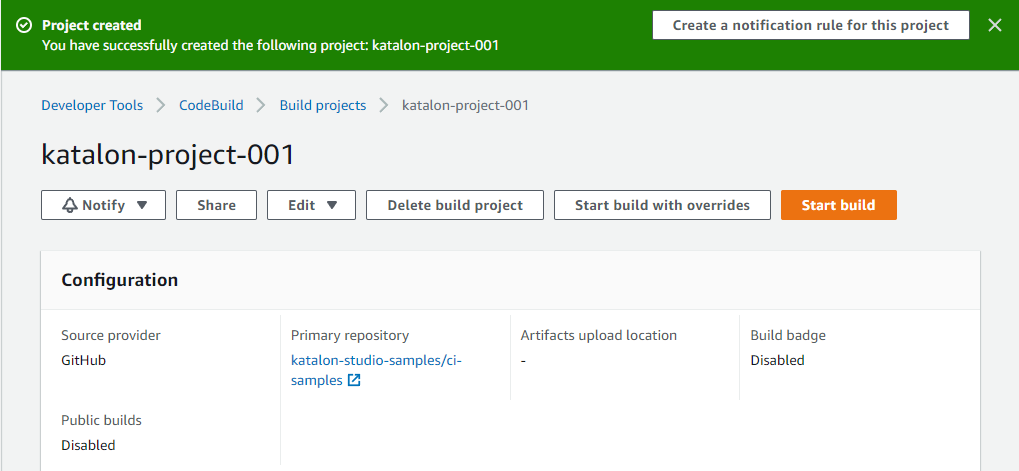 Project created
You have successfully created the following project: katalon-project-001
Create a notification rule for this project
Developer Tools
CodeBuild
Build projects
katalon-project-001
katalon-project-001
Notify
Share
Edit
Delete build project
Start build with overrides
Start build
Configuration
Source provider
GitHub
Primary repository
katalon-studio-samples/ci-
samples
Artifacts upload location
-
Build badge
Disabled
Public builds
Disabled